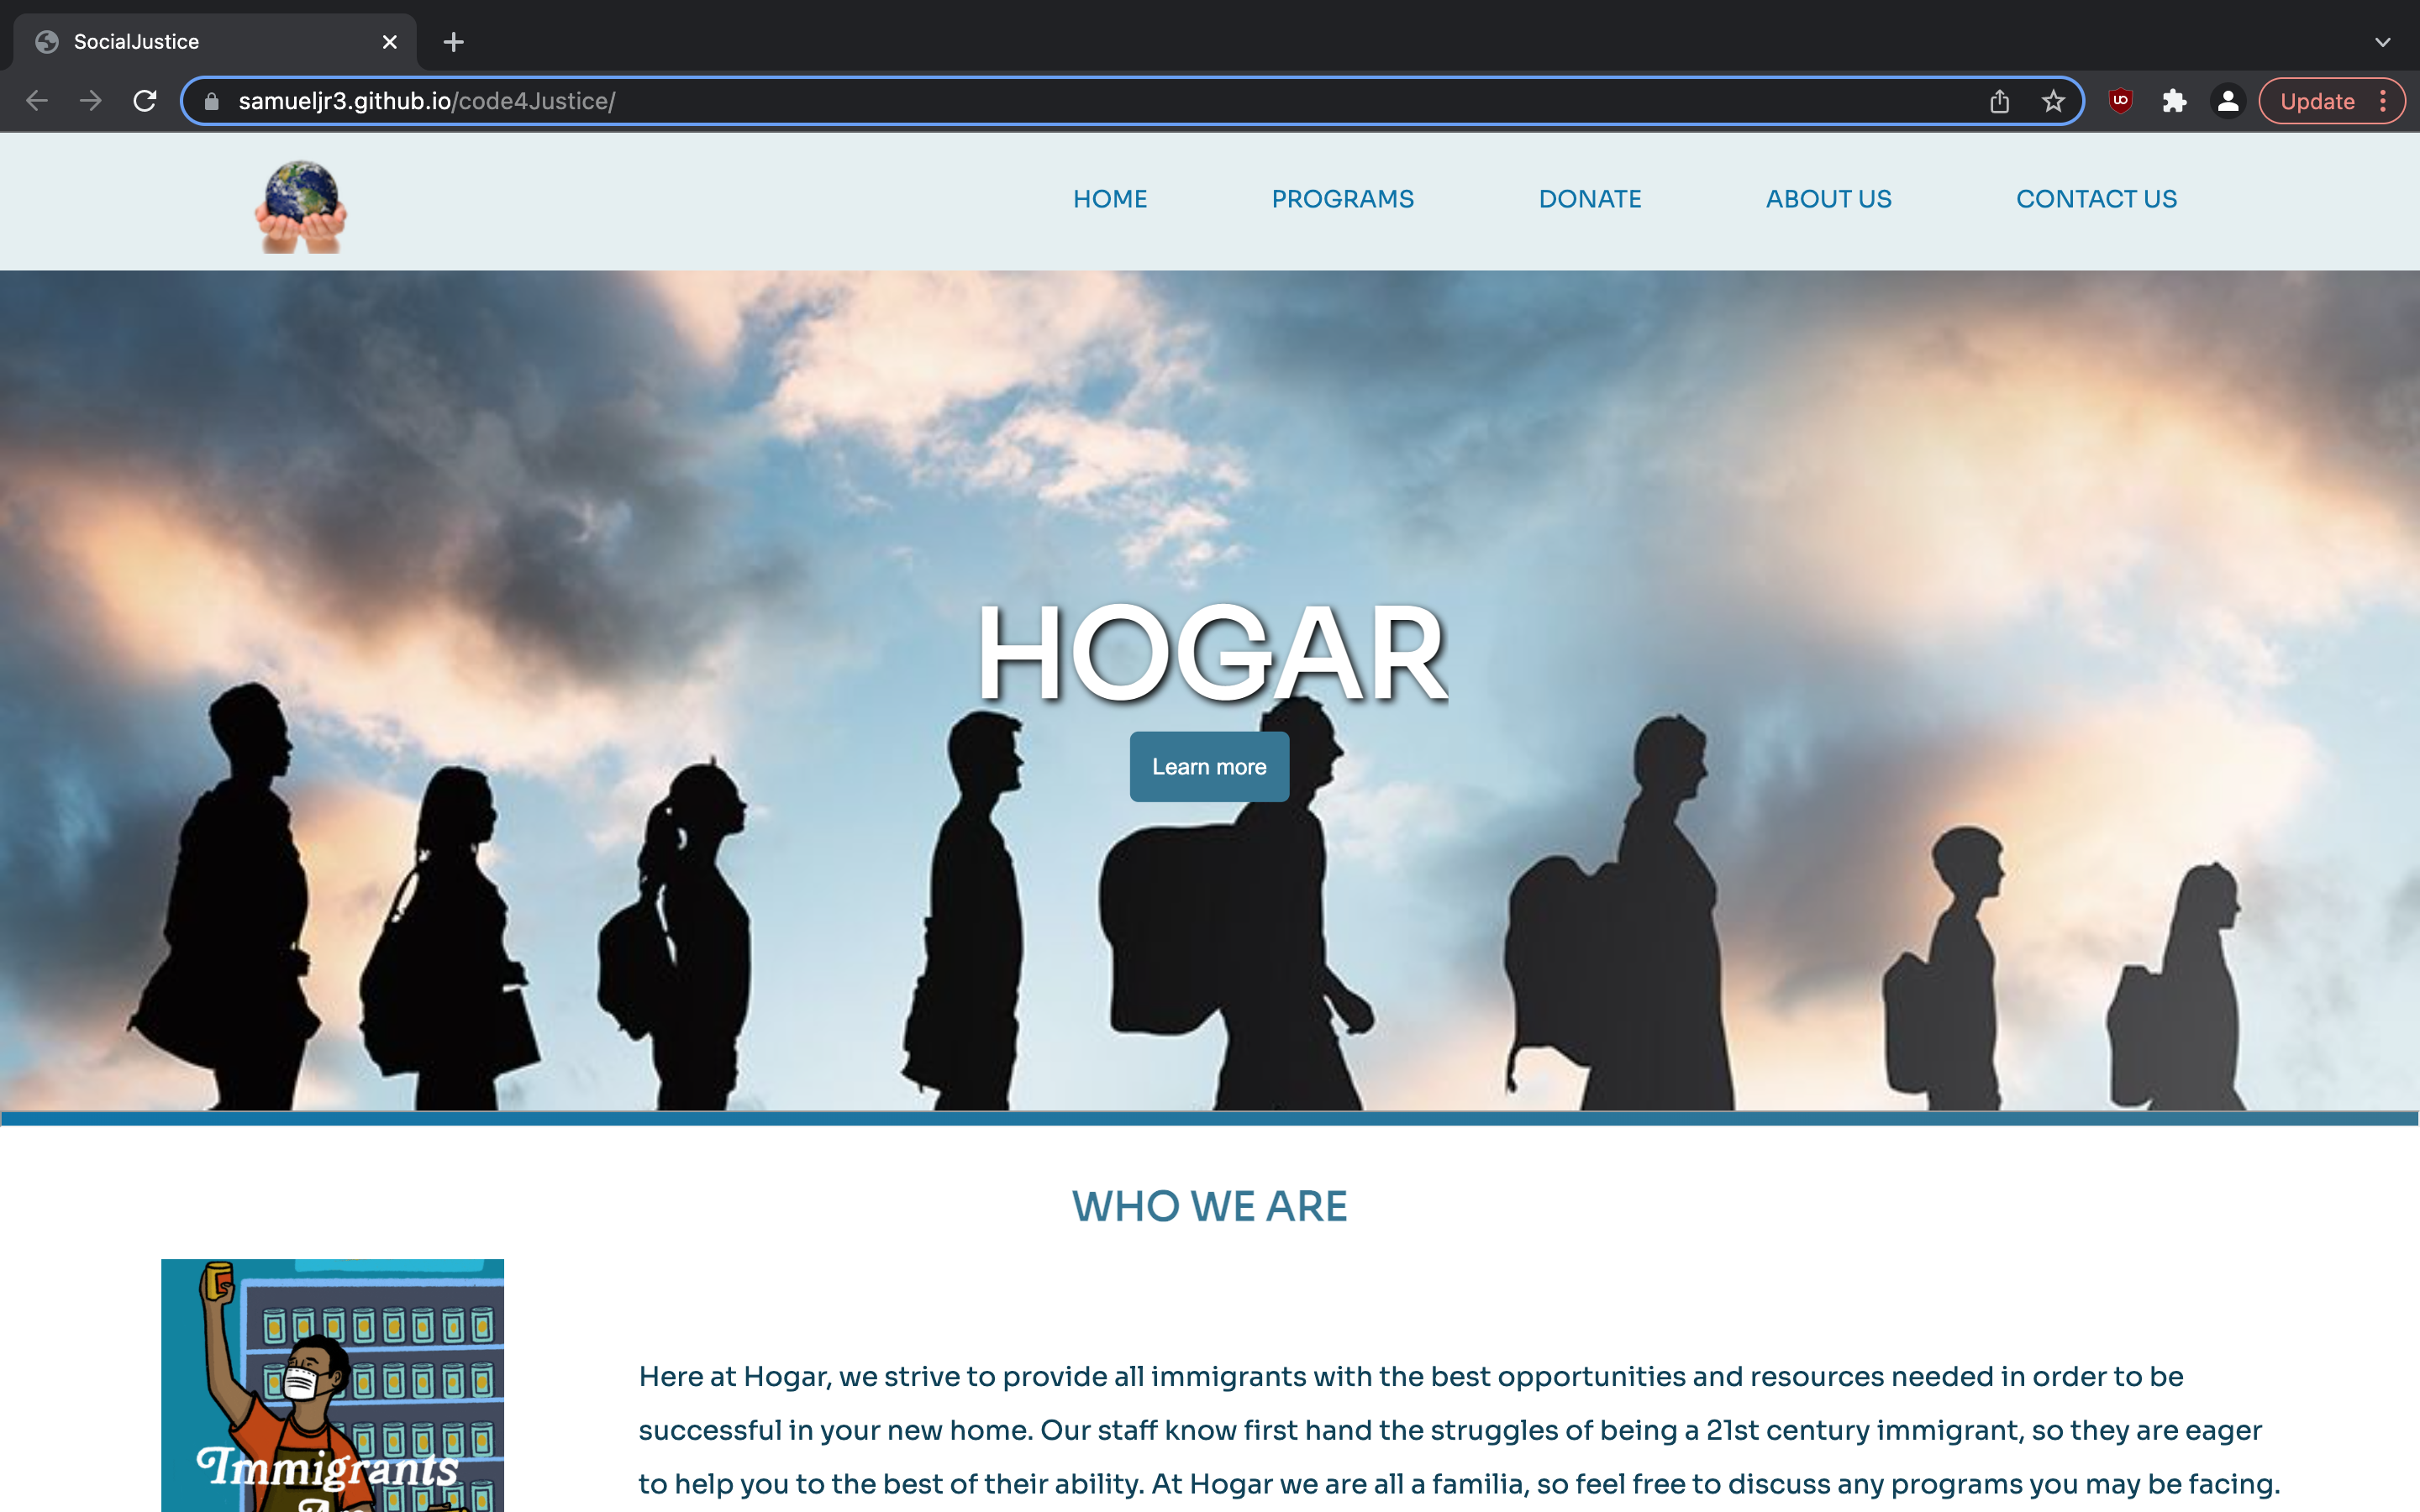 SocialJustice
samueljr3.github.io/code4Justice/
Update
HOME PROGRAMS DONATE ABOUT US CONTACT US
HOGAR
Learn more
WHO WE ARE
Immigrants
Here at Hogar, we strive to provide all immigrants with the best opportunities and resources needed in order to be
successful in your new home. Our staff know first hand the struggles of being a 21st century immigrant, so they are eager
to help you to the best of their ability. At Hogar we are all a familia, so feel free to discuss any programs you may be facing.